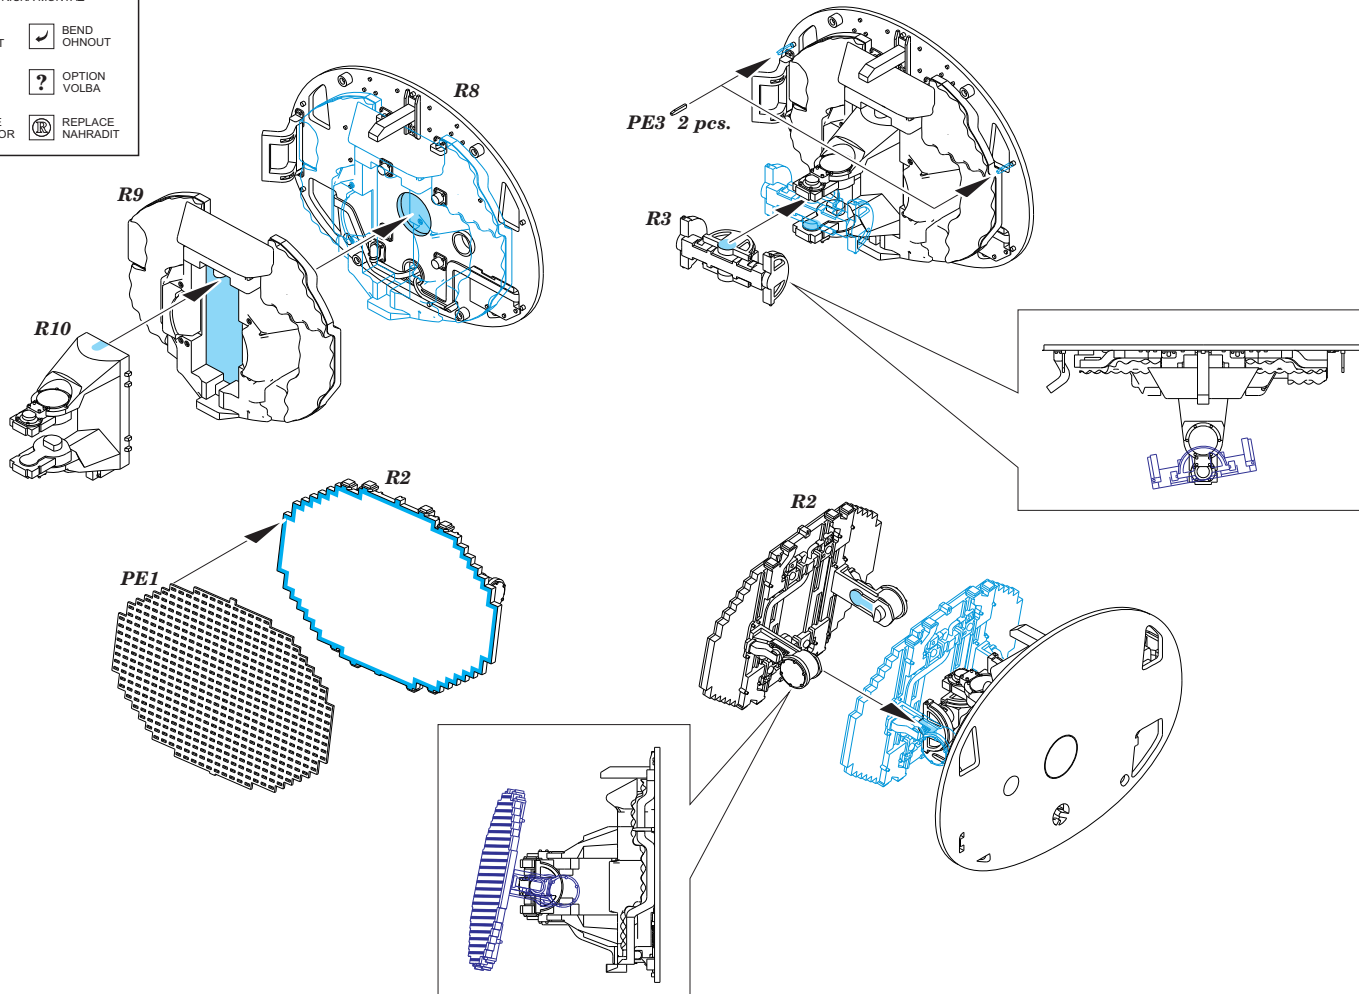 BEND
OHNOUT
?
OPTION
VOLBA
®
REPLACE
NAHRADIT
R8
R9
R10
PE3 2 pcs.
R3
R2
PE1
R2